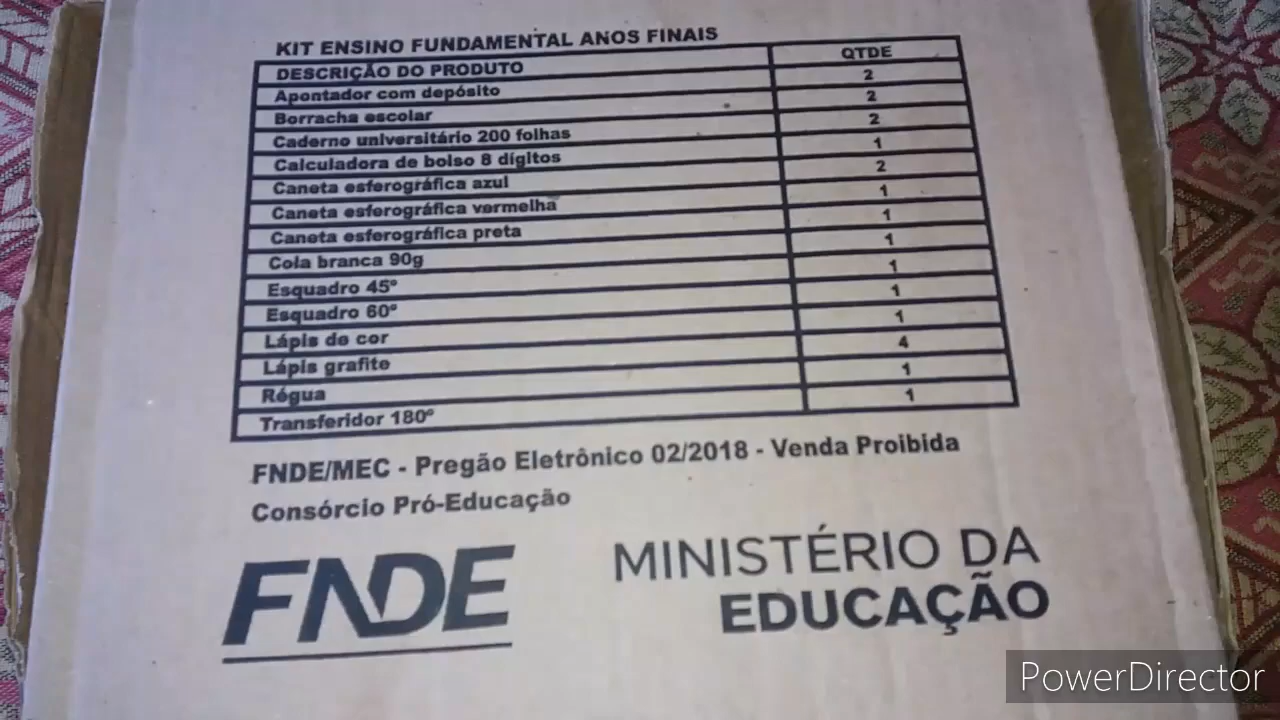 KIT ENSINO FUNDAMENTAL ANOS FINAIS
DESCRIÇÃO DO PRODUTO QTDE
Apontador com depósito 2
Borracha escolar 2
Caderno universitário 200 folhas 2
Calculadora de bolso 8 dígitos 1
Caneta esferográfica azul 2
Caneta esferográfica vermelha 1
Caneta esferográfica preta 1
Cola branca 90g 1
Esquadro 45º 1
Esquadro 60º 1
Lápis de cor 1
Lápis grafite 4
Régua 1
Transferidor 180º 1
FNDE/MEC - Pregão Eletrônico 02/2018 - Venda Proibida
Consórcio Pró-Educação
FNDE
MINISTÉRIO DA
EDUCAÇÃO
PowerDirector